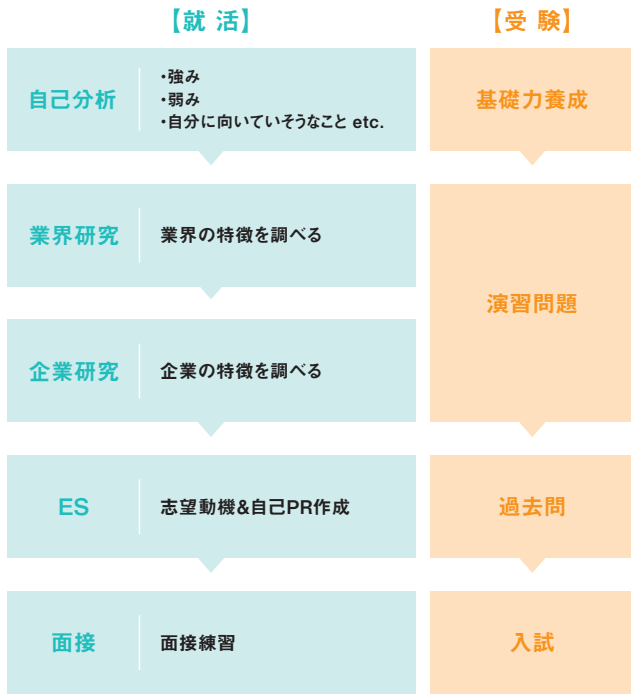 【就 活】
【受 験】
自己分析
・強み
・弱み
・自分に向いていそうなこと etc.
基礎力養成
業界研究
業界の特徴を調べる
演習問題
企業研究
企業の特徴を調べる
ES
志望動機&自己PR作成
過去問
面接
面接練習
入試